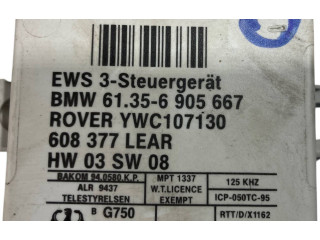 EWS 3-Steuergerät
BMW 61.35-6 905 667
ROVER YWC107130
608 377 LEAR
HW 03 SW 08
BAKOM 94.0580.K.P.
ALR 9437
TELESTYRELSEN
MPT 1337
W.T.LICENCE
EXEMPT
125 KHZ
ICP-050TC-95
B G750
RTT/D/X1162